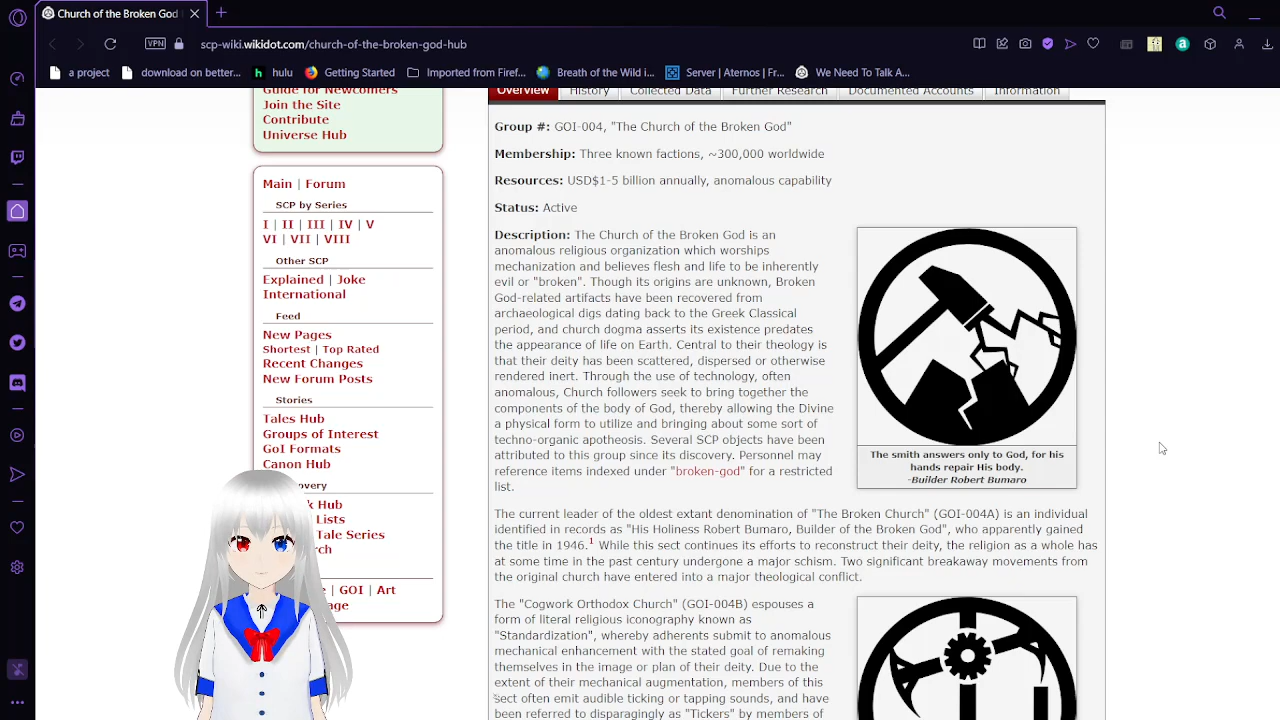 Church of the Broken God
VPN
scp-wiki.wikidot.com/church-of-the-broken-god-hub
a project
download on better...
hulu
Getting Started
Imported from Firef...
Breath of the Wild i...
Server | Aternos | Fr...
We Need To Talk A...
Guide for Newcomers
Join the Site
Contribute
Universe Hub
Main | Forum
SCP by Series
I | II | III | IV | V
VI | VII | VIII
Other SCP
Explained | Joke
International
Feed
New Pages
Shortest | Top Rated
Recent Changes
New Forum Posts
Stories
Tales Hub
Groups of Interest
GoI Formats
Canon Hub
Hub
Lists
Tale Series
| GOI | Art
Overview
History
Collected Data
Further Research
Documented Accounts
Information
Group #: GOI-004, "The Church of the Broken God"
Membership: Three known factions, ~300,000 worldwide
Resources: USD$1-5 billion annually, anomalous capability
Status: Active
Description: The Church of the Broken God is an
anomalous religious organization which worships
mechanization and believes flesh and life to be inherently
evil or "broken". Though its origins are unknown, Broken
God-related artifacts have been recovered from
archaeological digs dating back to the Greek Classical
period, and church dogma asserts its existence predates
the appearance of life on Earth. Central to their theology is
that their deity has been scattered, dispersed or otherwise
rendered inert. Through the use of technology, often
anomalous, Church followers seek to bring together the
components of the body of God, thereby allowing the Divine
a physical form to utilize and bringing about some sort of
techno-organic apotheosis. Several SCP objects have been
attributed to this group since its discovery. Personnel may
reference items indexed under "broken-god" for a restricted
list.
The smith answers only to God, for his
hands repair His body.
-Builder Robert Bumaro
The current leader of the oldest extant denomination of "The Broken Church" (GOI-004A) is an individual
identified in records as "His Holiness Robert Bumaro, Builder of the Broken God", who apparently gained
the title in 1946.1 While this sect continues its efforts to reconstruct their deity, the religion as a whole has
at some time in the past century undergone a major schism. Two significant breakaway movements from
the original church have entered into a major theological conflict.
The "Cogwork Orthodox Church" (GOI-004B) espouses a
form of literal religious iconography known as
"Standardization", whereby adherents submit to anomalous
mechanical enhancement with the stated goal of remaking
themselves in the image or plan of their deity. Due to the
extent of their mechanical augmentation, members of this
sect often emit audible ticking or tapping sounds, and have
been referred to disparagingly as "Tickers" by members of